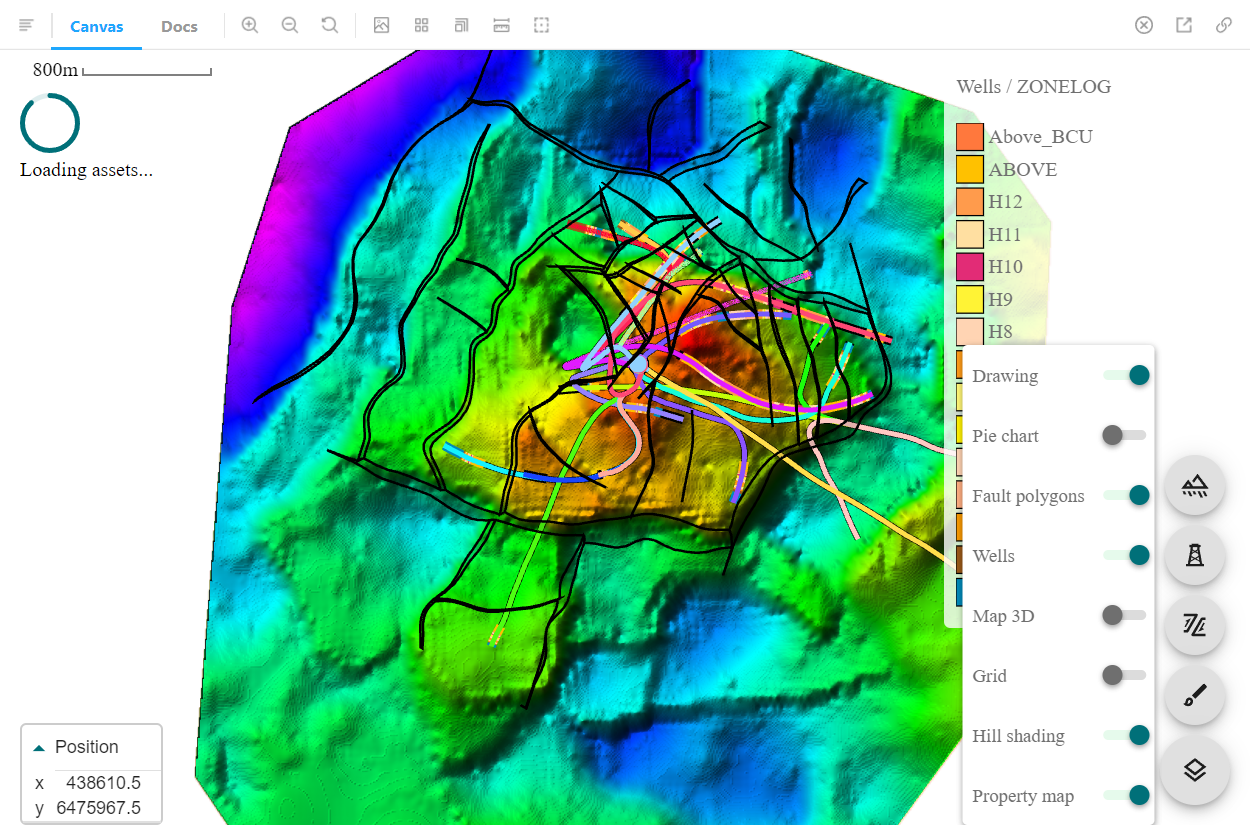 Canvas
Docs
800m
Loading assets...
Wells / ZONELOG
Above_BCU
ABOVE
H12
H11
H10
H9
H8
Drawing
Pie chart
Fault polygons
Wells
Map 3D
Grid
Hill shading
Property map
Position
x 438610.5
y 6475967.5